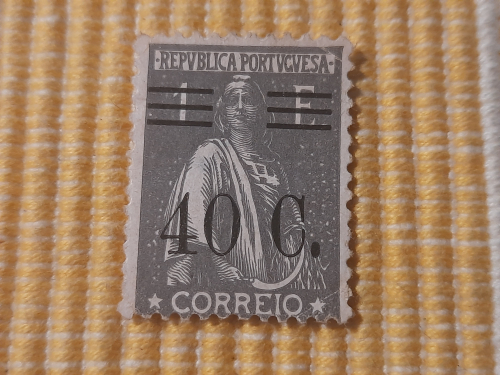 ·REPVBLICA PORTVGVESA·
1 E
40 C.
CORREIO